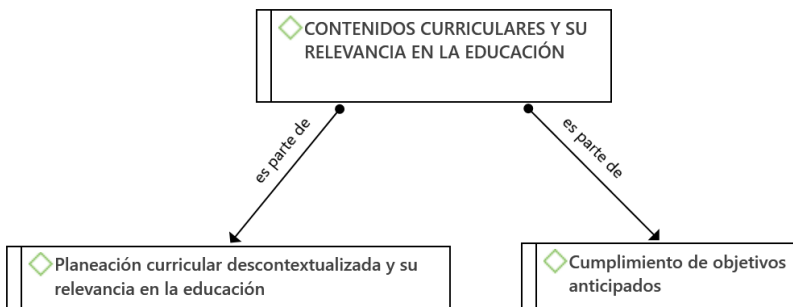 CONTENIDOS CURRICULARES Y SU
RELEVANCIA EN LA EDUCACIÓN
es parte de
es parte de
Planeación curricular descontextualizada y su
relevancia en la educación
Cumplimiento de objetivos
anticipados